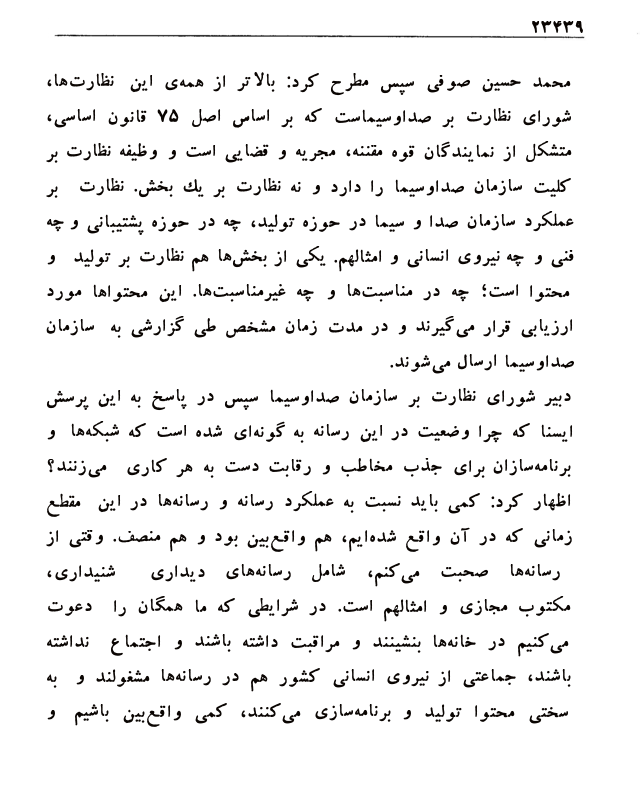 ۲۳۴۳۹
محمد حسین صوفی سپس مطرح کرد: بالاتر از همه‌ی این نظارت‌ها،
شورای نظارت بر صداوسیماست که بر اساس اصل ۷۵ قانون اساسی،
متشکل از نمایندگان قوه مقننه، مجریه و قضایی است و وظیفه نظارت بر
کلیت سازمان صداوسیما را دارد و نه نظارت بر یك بخش. نظارت بر
عملکرد سازمان صدا و سیما در حوزه تولید، چه در حوزه پشتیبانی و چه
فنی و چه نیروی انسانی و امثالهم. یکی از بخش‌ها هم نظارت بر تولید و
محتوا است؛ چه در مناسبت‌ها و چه غیرمناسبت‌ها. این محتواها مورد
ارزیابی قرار می‌گیرند و در مدت زمان مشخص طی گزارشی به سازمان
صداوسیما ارسال می‌شوند.
دبیر شورای نظارت بر سازمان صداوسیما سپس در پاسخ به این پرسش
ایسنا که چرا وضعیت در این رسانه به گونه‌ای شده است که شبکه‌ها و
برنامه‌سازان برای جذب مخاطب و رقابت دست به هر کاری می‌زنند؟
اظهار کرد: کمی باید نسبت به عملکرد رسانه و رسانه‌ها در این مقطع
زمانی که در آن واقع شده‌ایم، هم واقع‌بین بود و هم منصف. وقتی از
رسانه‌ها صحبت می‌کنم، شامل رسانه‌های دیداری شنیداری،
مکتوب مجازی و امثالهم است. در شرایطی که ما همگان را دعوت
می‌کنیم در خانه‌ها بنشینند و مراقبت داشته باشند و اجتماع نداشته
باشند، جماعتی از نیروی انسانی کشور هم در رسانه‌ها مشغولند و به
سختی محتوا تولید و برنامه‌سازی می‌کنند، کمی واقع‌بین باشیم و